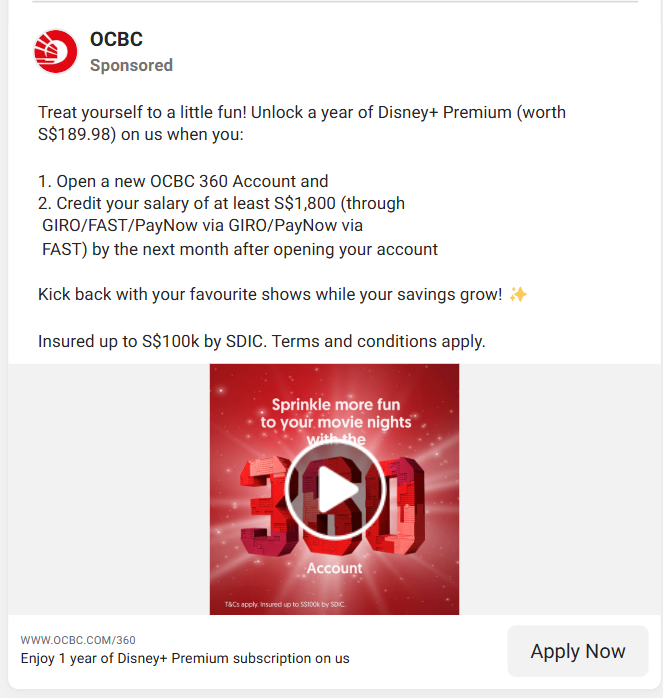 OCBC
Sponsored
Treat yourself to a little fun! Unlock a year of Disney+ Premium (worth
S$189.98) on us when you:
1. Open a new OCBC 360 Account and
2. Credit your salary of at least S$1,800 (through
GIRO/FAST/PayNow via GIRO/PayNow via
FAST) by the next month after opening your account
Kick back with your favourite shows while your savings grow! ✨
Insured up to S$100k by SDIC. Terms and conditions apply.
Sprinkle more fun
to your movie nights
with the
360
Account
T&Cs apply. Insured up to S$100k by SDIC.
WWW.OCBC.COM/360
Enjoy 1 year of Disney+ Premium subscription on us
Apply Now